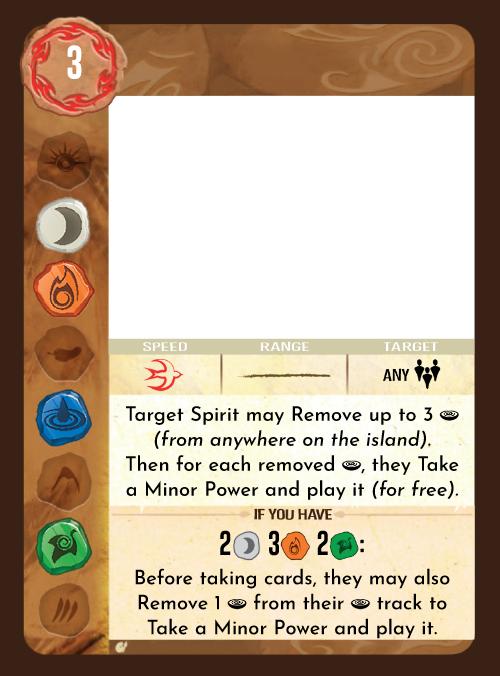 3
SPEED RANGE TARGET
ANY
Target Spirit may Remove up to 3
(from anywhere on the island).
Then for each removed , they Take
a Minor Power and play it (for free).
IF YOU HAVE
2 3 2 :
Before taking cards, they may also
Remove 1 from their track to
Take a Minor Power and play it.